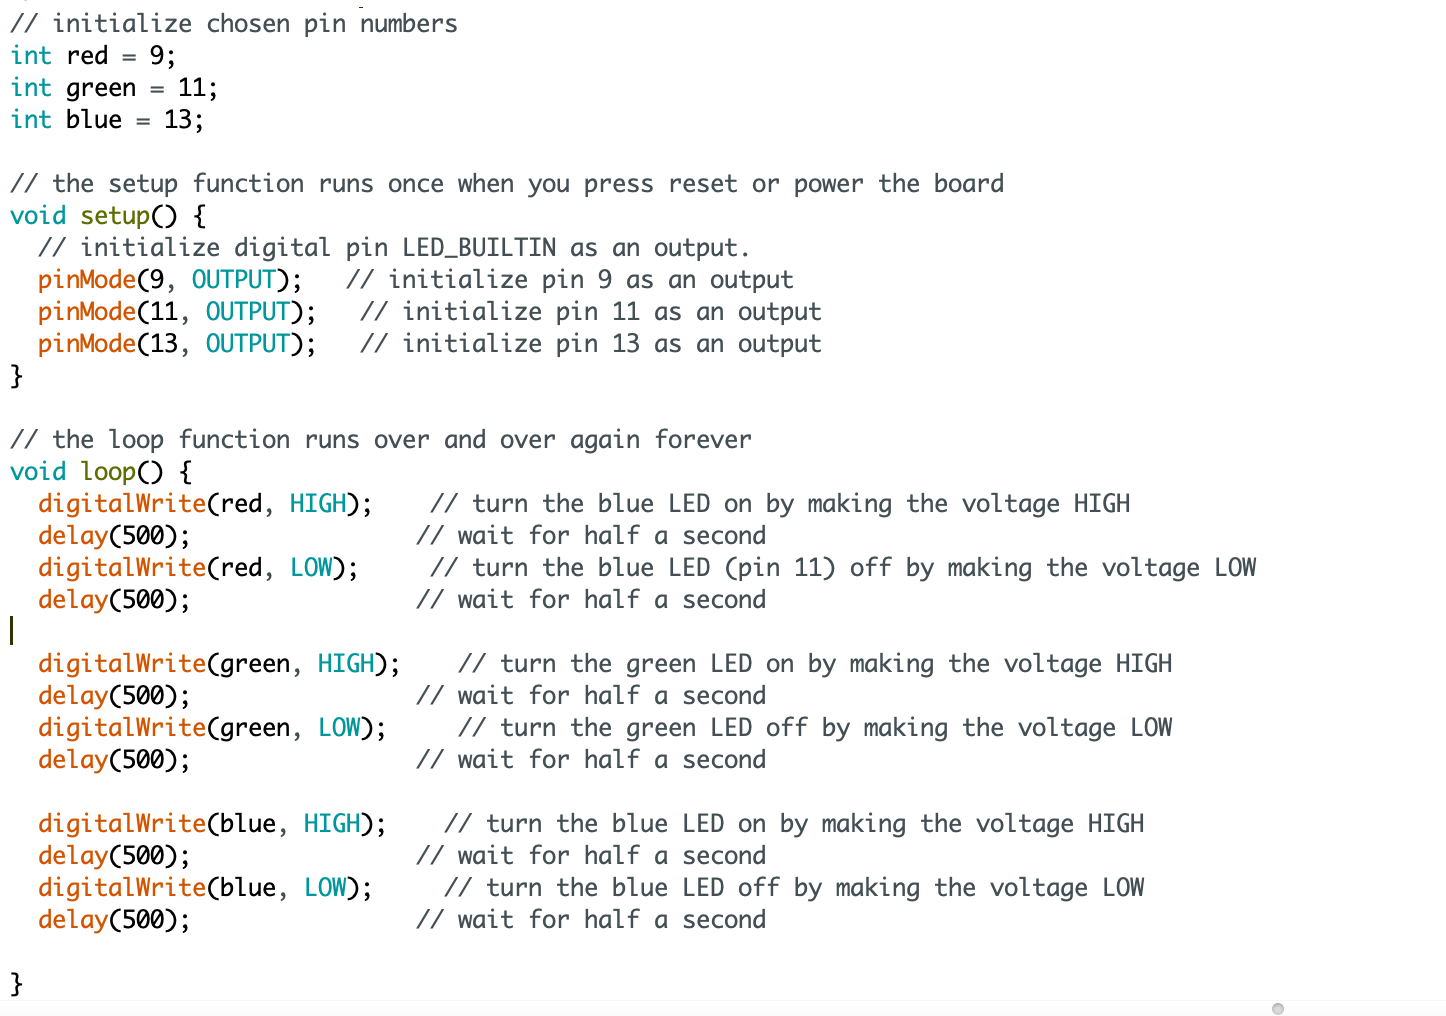 // initialize chosen pin numbers
int red = 9;
int green = 11;
int blue = 13;

// the setup function runs once when you press reset or power the board
void setup() {
  // initialize digital pin LED_BUILTIN as an output.
  pinMode(9, OUTPUT);   // initialize pin 9 as an output
  pinMode(11, OUTPUT);   // initialize pin 11 as an output
  pinMode(13, OUTPUT);   // initialize pin 13 as an output
}

// the loop function runs over and over again forever
void loop() {
  digitalWrite(red, HIGH);    // turn the blue LED on by making the voltage HIGH
  delay(500);                // wait for half a second
  digitalWrite(red, LOW);     // turn the blue LED (pin 11) off by making the voltage LOW
  delay(500);                // wait for half a second

  digitalWrite(green, HIGH);    // turn the green LED on by making the voltage HIGH
  delay(500);                // wait for half a second
  digitalWrite(green, LOW);     // turn the green LED off by making the voltage LOW
  delay(500);                // wait for half a second

  digitalWrite(blue, HIGH);    // turn the blue LED on by making the voltage HIGH
  delay(500);                // wait for half a second
  digitalWrite(blue, LOW);     // turn the blue LED off by making the voltage LOW
  delay(500);                // wait for half a second

}